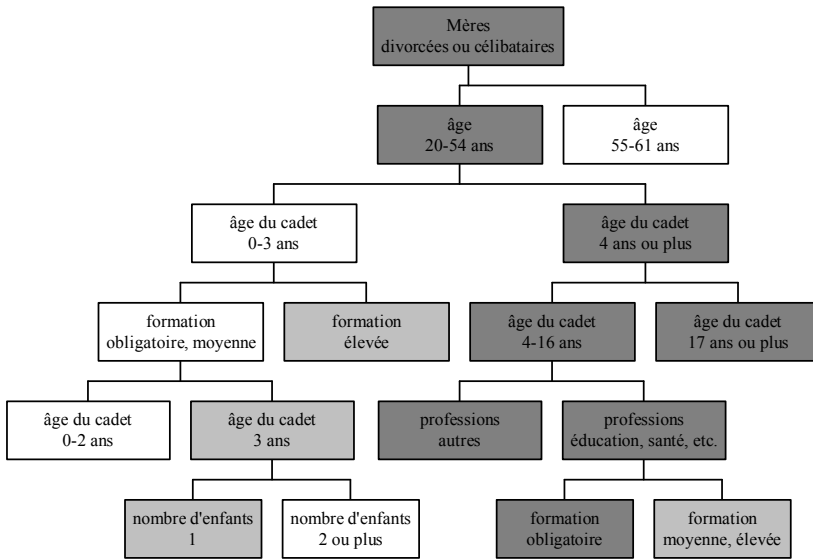 Mères
divorcées ou célibataires
âge
20-54 ans
âge
55-61 ans
âge du cadet
0-3 ans
âge du cadet
4 ans ou plus
formation
obligatoire, moyenne
formation
élevée
âge du cadet
4-16 ans
âge du cadet
17 ans ou plus
âge du cadet
0-2 ans
âge du cadet
3 ans
professions
autres
professions
éducation, santé, etc.
nombre d'enfants
1
nombre d'enfants
2 ou plus
formation
obligatoire
formation
moyenne, élevée